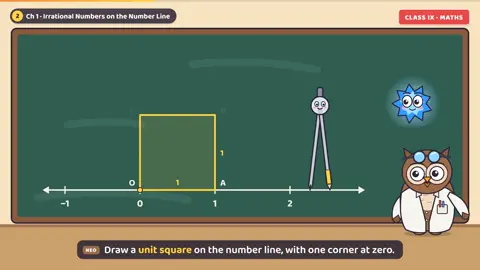 2 Ch 1 - Irrational Numbers on the Number Line
CLASS IX - MATHS
1
O 1 A
−1 0 1 2
NEO Draw a unit square on the number line, with one corner at zero.